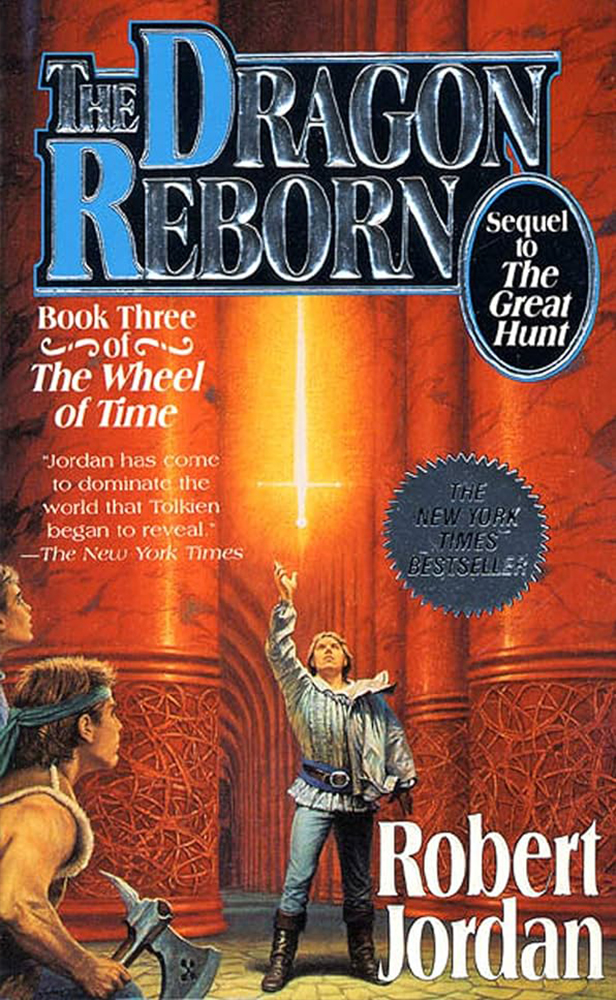 THE DRAGON
REBORN
Sequel
to
The
Great
Hunt
Book Three
of
The Wheel
of Time
"Jordan has come
to dominate the
world that Tolkien
began to reveal."
—The New York Times
THE
NEW YORK
TIMES
BESTSELLER
Robert
Jordan